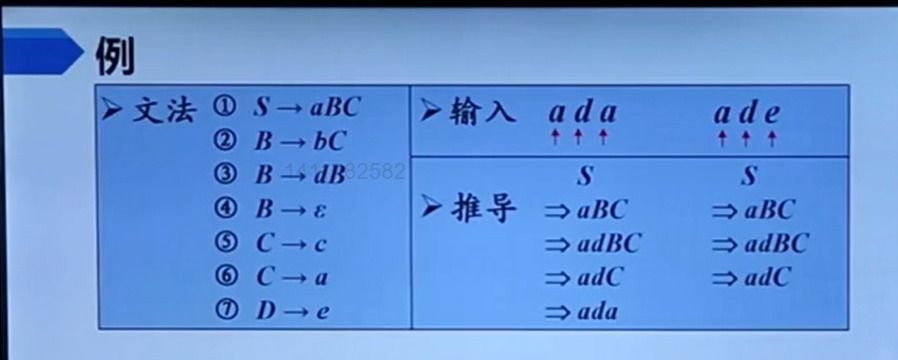 例
➢ 文法 ① S → aBC
② B → bC
③ B → dB
④ B → ε
⑤ C → c
⑥ C → a
⑦ D → e
➢ 输入 a d a a d e
↑ ↑ ↑ ↑ ↑ ↑
➢ 推导
S
⇒ aBC
⇒ adBC
⇒ adC
⇒ ada
S
⇒ aBC
⇒ adBC
⇒ adC